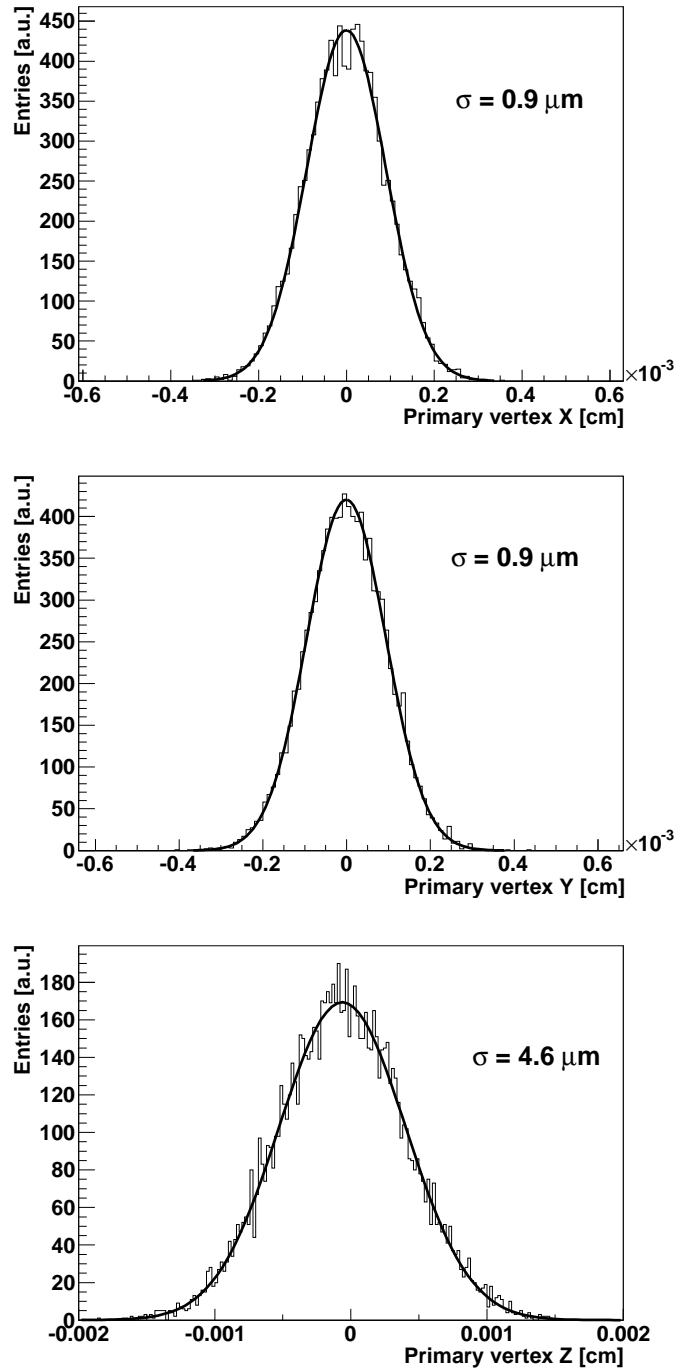 Entries [a.u.]
450
400
350
300
250
200
150
100
50
0
σ = 0.9 μm
-0.6 -0.4 -0.2 0 0.2 0.4 0.6
×10⁻³
Primary vertex X [cm]
Entries [a.u.]
400
350
300
250
200
150
100
50
0
σ = 0.9 μm
-0.6 -0.4 -0.2 0 0.2 0.4 0.6
×10⁻³
Primary vertex Y [cm]
Entries [a.u.]
180
160
140
120
100
80
60
40
20
0
σ = 4.6 μm
-0.002 -0.001 0 0.001 0.002
Primary vertex Z [cm]